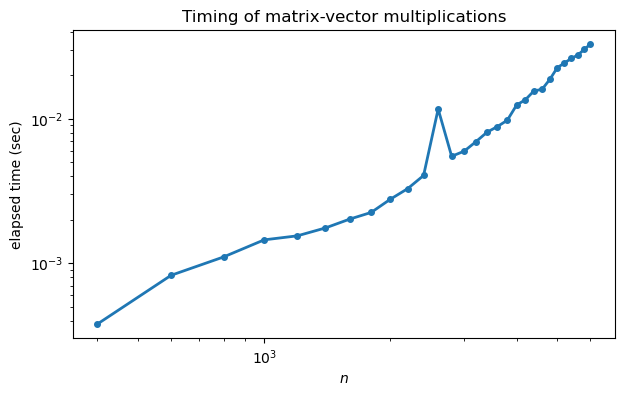 Timing of matrix-vector multiplications
elapsed time (sec)
10⁻²
10⁻³
10³
n